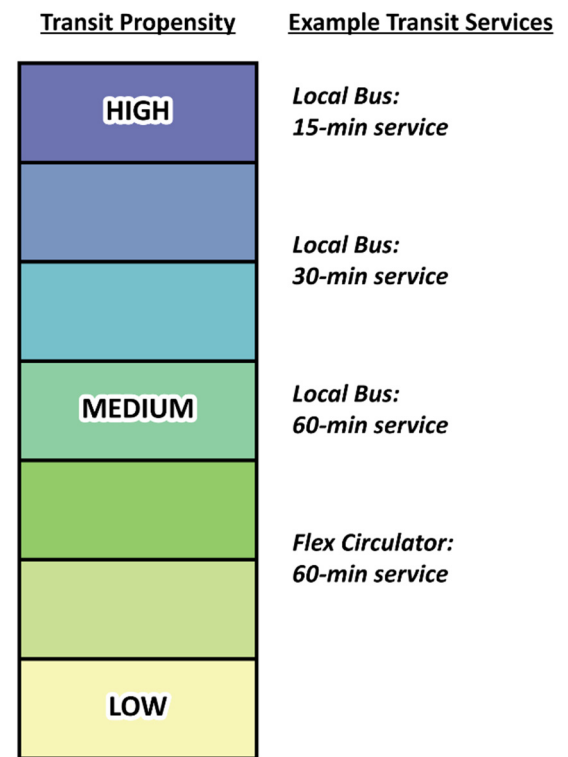 Transit Propensity
Example Transit Services
HIGH
Local Bus:
15-min service
Local Bus:
30-min service
MEDIUM
Local Bus:
60-min service
Flex Circulator:
60-min service
LOW